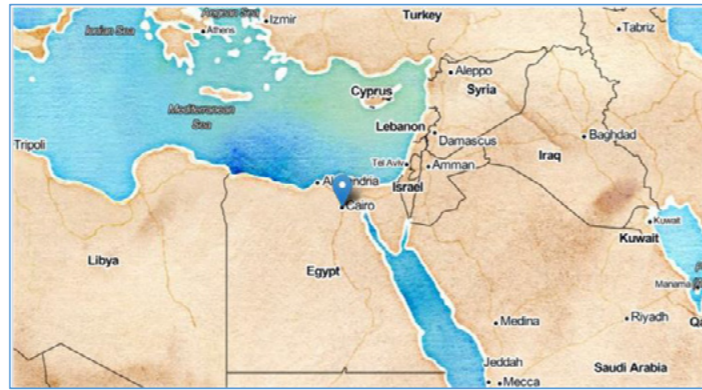 Aegean Sea
Turkey
Izmir
Ionian Sea
Athens
Tabriz
Aleppo
Cyprus
Syria
Mediterranean
Sea
Lebanon
Damascus
Baghdad
Tripoli
Tel Aviv
Amman
Iraq
Israel
Cairo
Kuwait
Kuwait
Libya
Egypt
Manama
Medina
Riyadh
Jeddah
Mecca
Saudi Arabia